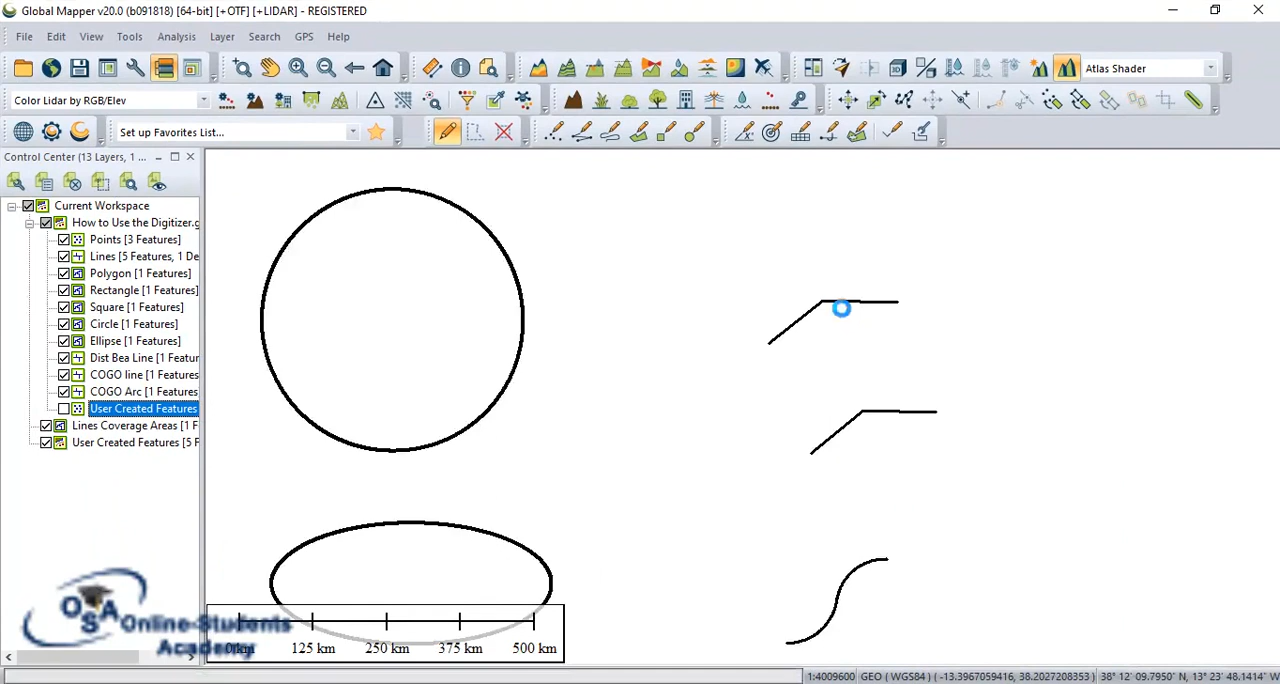 Global Mapper v20.0 (b091818) [64-bit] [+OTF] [+LIDAR] - REGISTERED
File Edit View Tools Analysis Layer Search GPS Help
Atlas Shader
Color Lidar by RGB/Elev
Set up Favorites List...
Control Center (13 Layers, 1 ...
Current Workspace
How to Use the Digitizer.g
Points [3 Features]
Lines [5 Features, 1 De
Polygon [1 Features]
Rectangle [1 Features]
Square [1 Features]
Circle [1 Features]
Ellipse [1 Features]
Dist Bea Line [1 Featur
COGO line [1 Features
COGO Arc [1 Features
User Created Features
Lines Coverage Areas [1 F
User Created Features [5 F
OSA Online-Students
Academy
0 km 125 km 250 km 375 km 500 km
1:4009600 GEO (WGS84) ( -13.3967059416, 38.2027208353 ) 38° 12' 09.7950" N, 13° 23' 48.1414" W